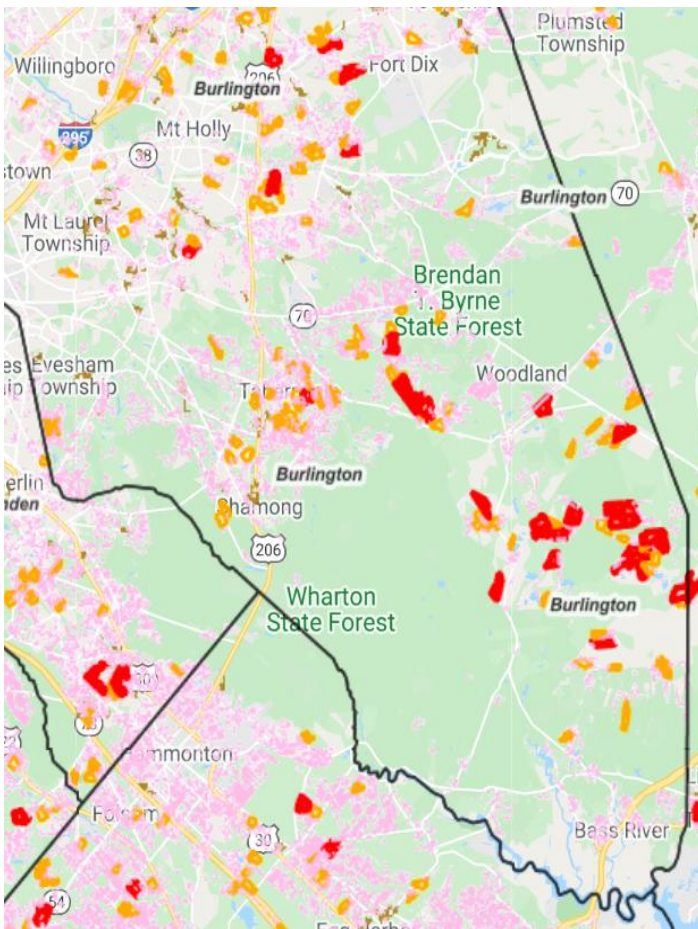 Plumsted
Township
Willingboro
206
Fort Dix
Burlington
295
Mt Holly
38
Burlington
70
Mt Laurel
Township
Brendan
T. Byrne
State Forest
70
Evesham
Township
Woodland
Burlington
Shamong
206
Wharton
State Forest
Burlington
30
mmonton
Folsom
30
Bass River
54